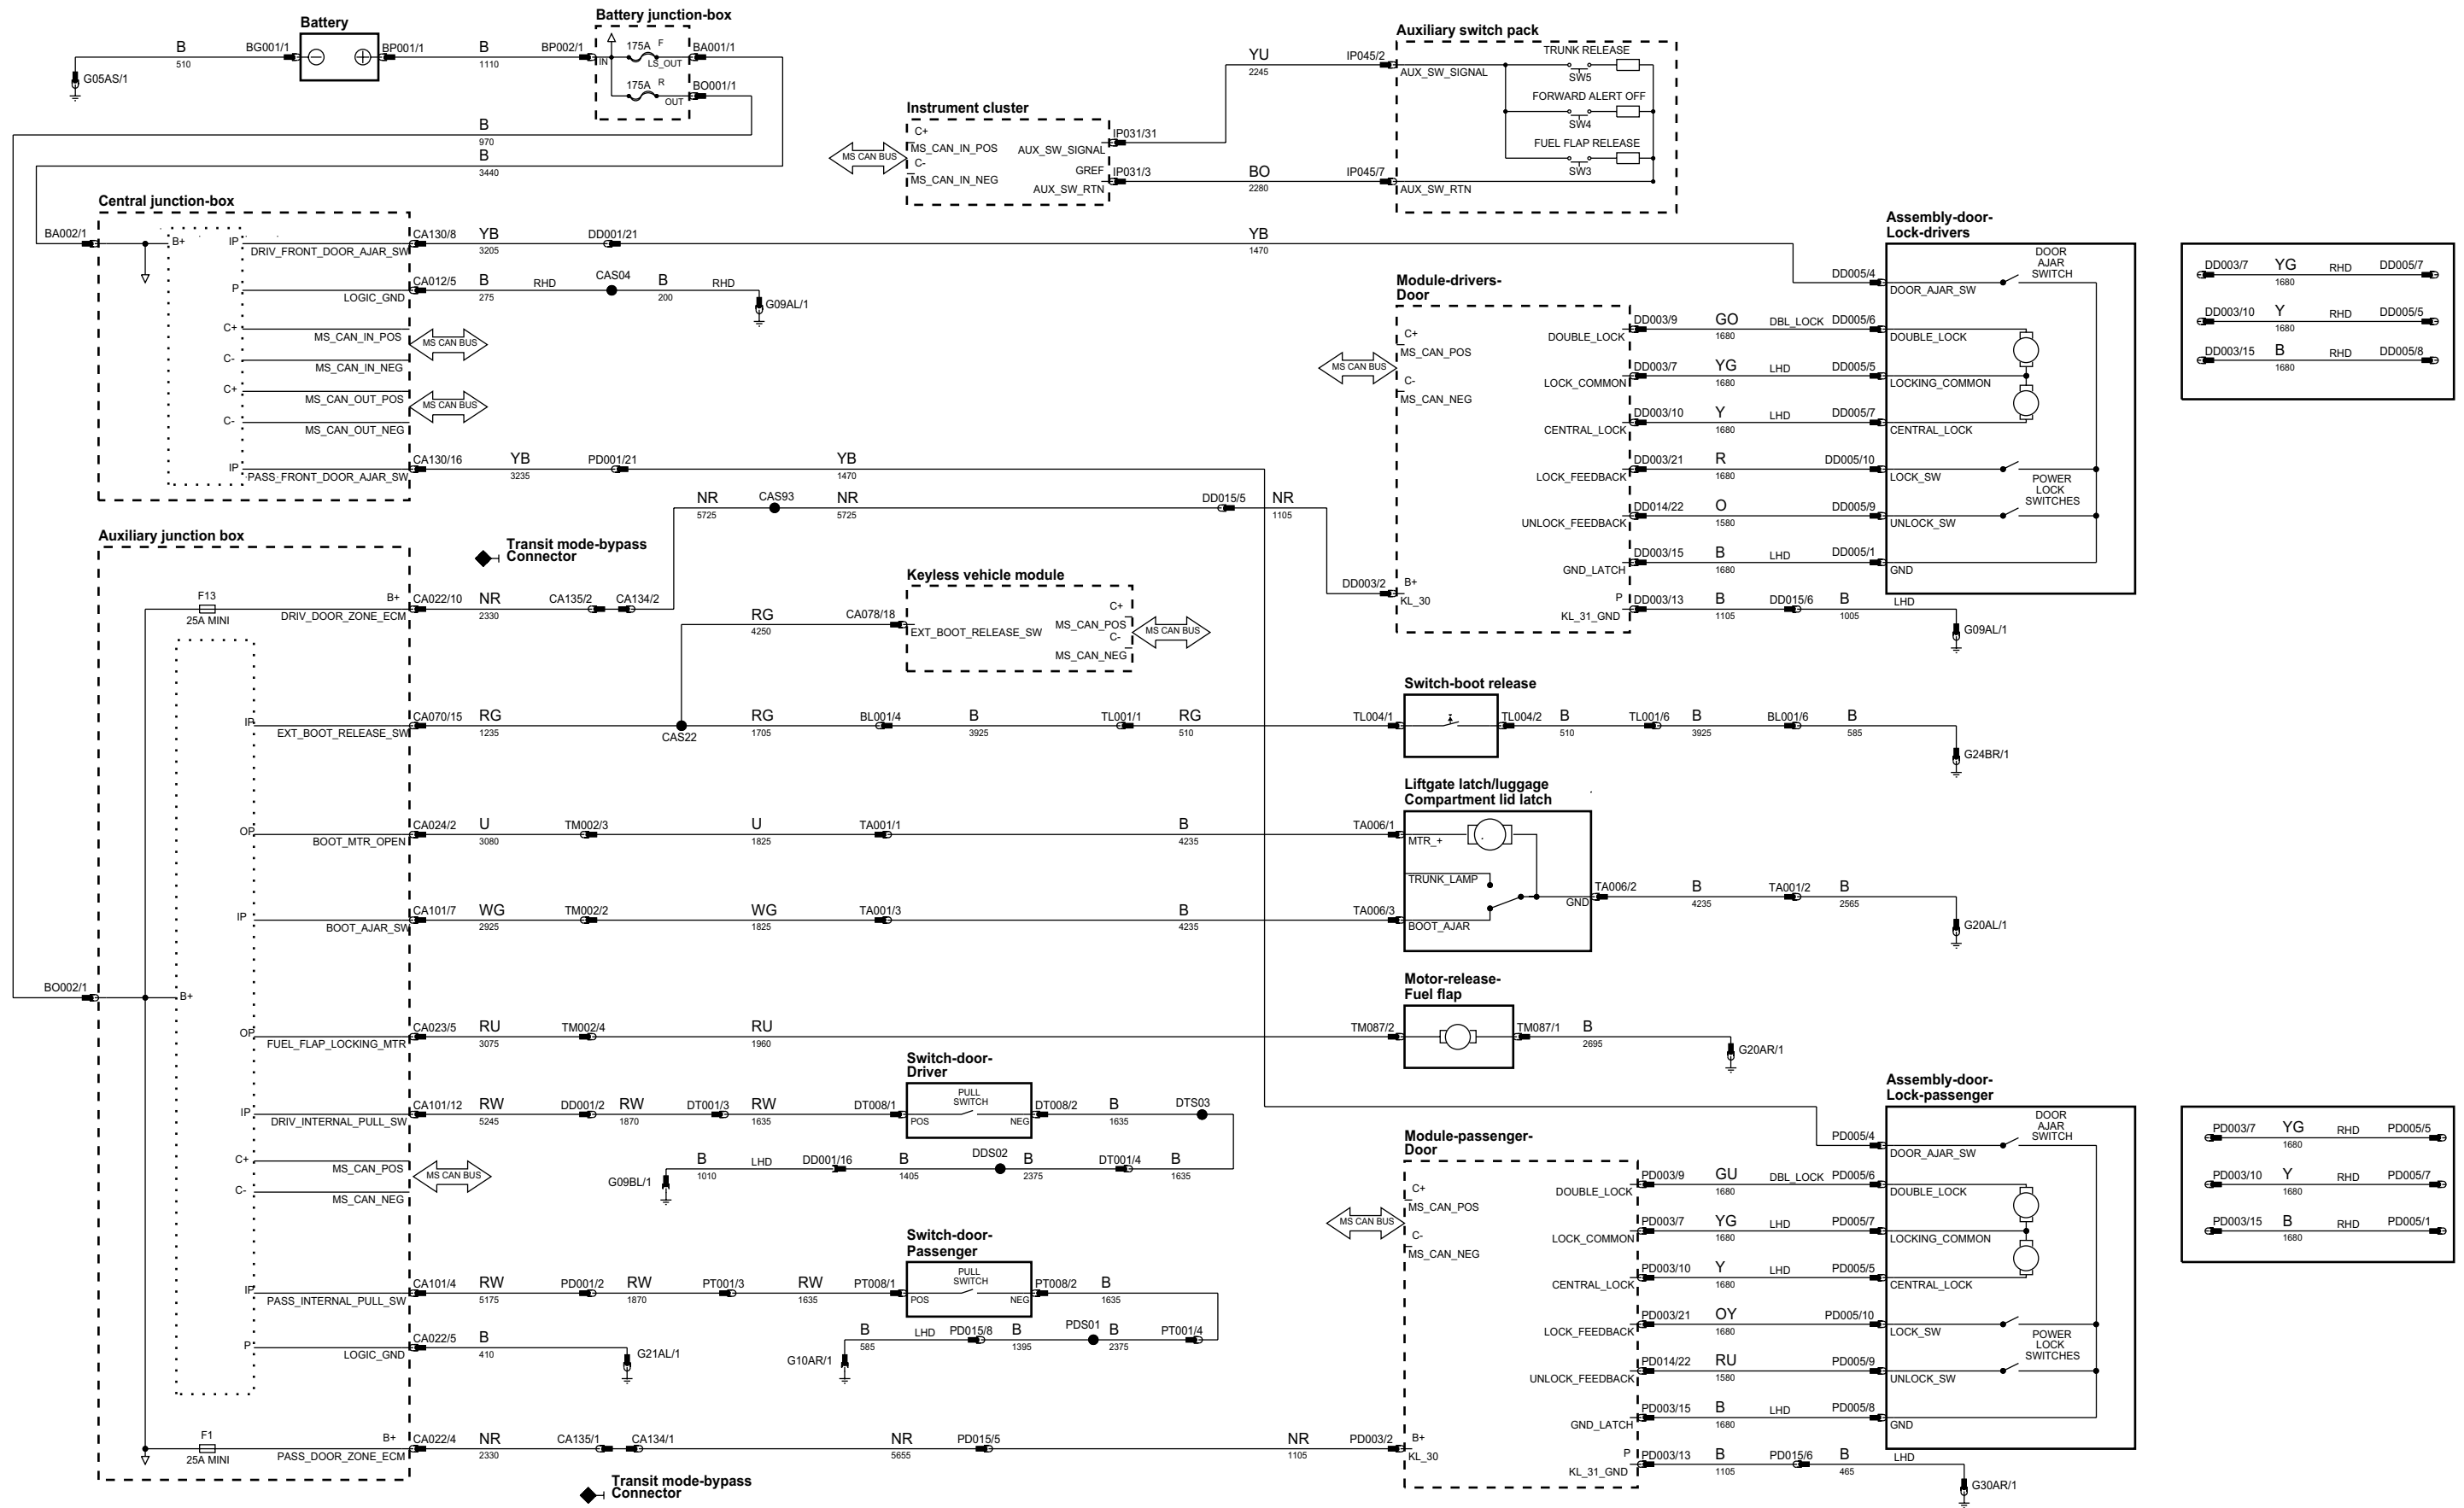 Battery
Battery junction-box
B
510
BG001/1
BP001/1
B
1110
BP002/1
IN
175A F
LS_OUT
BA001/1
175A R
OUT
BO001/1
G05AS/1
B
970
B
3440
Auxiliary switch pack
YU
2245
IP045/2
AUX_SW_SIGNAL
TRUNK RELEASE
SW5
FORWARD ALERT OFF
SW4
FUEL FLAP RELEASE
SW3
BO
2280
IP045/7
AUX_SW_RTN
Instrument cluster
MS CAN BUS
C+
MS_CAN_IN_POS
C-
MS_CAN_IN_NEG
AUX_SW_SIGNAL
GREF
AUX_SW_RTN
IP031/31
IP031/3
Central junction-box
BA002/1
B+
IP
DRIV_FRONT_DOOR_AJAR_SW
CA130/8
YB
3205
DD001/21
YB
1470
P
LOGIC_GND
CA012/5
B
275
RHD
CAS04
B
200
RHD
G09AL/1
C+
MS_CAN_IN_POS
C-
MS_CAN_IN_NEG
MS CAN BUS
C+
MS_CAN_OUT_POS
C-
MS_CAN_OUT_NEG
MS CAN BUS
IP
PASS_FRONT_DOOR_AJAR_SW
CA130/16
YB
3235
PD001/21
YB
1470
NR
5725
CAS93
NR
5725
DD015/5
NR
1105
Module-drivers-
Door
MS CAN BUS
C+
MS_CAN_POS
C-
MS_CAN_NEG
DD003/2
B+
KL_30
DOUBLE_LOCK
DD003/9
GO
1680
DBL_LOCK
DD005/6
LOCK_COMMON
DD003/7
YG
1680
LHD
DD005/5
CENTRAL_LOCK
DD003/10
Y
1680
LHD
DD005/7
LOCK_FEEDBACK
DD003/21
R
1680
DD005/10
UNLOCK_FEEDBACK
DD014/22
O
1580
DD005/9
GND_LATCH
DD003/15
B
1680
LHD
DD005/1
P
KL_31_GND
DD003/13
B
1105
DD015/6
B
1005
LHD
G09AL/1
Assembly-door-
Lock-drivers
DD005/4
DOOR_AJAR_SW
DOOR
AJAR
SWITCH
DOUBLE_LOCK
LOCKING_COMMON
CENTRAL_LOCK
LOCK_SW
POWER
LOCK
SWITCHES
UNLOCK_SW
GND
DD003/7
YG
1680
RHD
DD005/7
DD003/10
Y
1680
RHD
DD005/5
DD003/15
B
1680
RHD
DD005/8
Auxiliary junction box
Transit mode-bypass
Connector
F13
25A MINI
B+
DRIV_DOOR_ZONE_ECM
CA022/10
NR
2330
CA135/2
CA134/2
Keyless vehicle module
RG
4250
CA078/18
EXT_BOOT_RELEASE_SW
C+
MS_CAN_POS
C-
MS_CAN_NEG
MS CAN BUS
Switch-boot release
IP
EXT_BOOT_RELEASE_SW
CA070/15
RG
1235
CAS22
RG
1705
BL001/4
B
3925
TL001/1
RG
510
TL004/1
TL004/2
B
510
TL001/6
B
3925
BL001/6
B
585
G24BR/1
Liftgate latch/luggage
Compartment lid latch
OP
BOOT_MTR_OPEN
CA024/2
U
3080
TM002/3
U
1825
TA001/1
B
4235
TA006/1
MTR_+
TRUNK_LAMP
GND
TA006/2
B
4235
TA001/2
B
2565
G20AL/1
IP
BOOT_AJAR_SW
CA101/7
WG
2925
TM002/2
WG
1825
TA001/3
B
4235
TA006/3
BOOT_AJAR
BO002/1
B+
Motor-release-
Fuel flap
OP
FUEL_FLAP_LOCKING_MTR
CA023/5
RU
3075
TM002/4
RU
1960
TM087/2
TM087/1
B
2695
G20AR/1
Switch-door-
Driver
IP
DRIV_INTERNAL_PULL_SW
CA101/12
RW
5245
DD001/2
RW
1870
DT001/3
RW
1635
DT008/1
PULL
SWITCH
POS
NEG
DT008/2
B
1635
DTS03
G09BL/1
B
1010
LHD
DD001/16
B
1405
DDS02
B
2375
DT001/4
B
1635
C+
MS_CAN_POS
C-
MS_CAN_NEG
MS CAN BUS
Switch-door-
Passenger
IP
PASS_INTERNAL_PULL_SW
CA101/4
RW
5175
PD001/2
RW
1870
PT001/3
RW
1635
PT008/1
PULL
SWITCH
POS
NEG
PT008/2
B
1635
G10AR/1
B
585
LHD
PD015/8
B
1395
PDS01
B
2375
PT001/4
P
LOGIC_GND
CA022/5
B
410
G21AL/1
F1
25A MINI
B+
PASS_DOOR_ZONE_ECM
CA022/4
NR
2330
CA135/1
CA134/1
NR
5655
PD015/5
NR
1105
PD003/2
Transit mode-bypass
Connector
Module-passenger-
Door
MS CAN BUS
C+
MS_CAN_POS
C-
MS_CAN_NEG
B+
KL_30
DOUBLE_LOCK
PD003/9
GU
1680
DBL_LOCK
PD005/6
LOCK_COMMON
PD003/7
YG
1680
LHD
PD005/7
CENTRAL_LOCK
PD003/10
Y
1680
LHD
PD005/5
LOCK_FEEDBACK
PD003/21
OY
1680
PD005/10
UNLOCK_FEEDBACK
PD014/22
RU
1580
PD005/9
GND_LATCH
PD003/15
B
1680
LHD
PD005/8
P
KL_31_GND
PD003/13
B
1105
PD015/6
B
465
LHD
G30AR/1
Assembly-door-
Lock-passenger
PD005/4
DOOR_AJAR_SW
DOOR
AJAR
SWITCH
DOUBLE_LOCK
LOCKING_COMMON
CENTRAL_LOCK
LOCK_SW
POWER
LOCK
SWITCHES
UNLOCK_SW
GND
PD003/7
YG
1680
RHD
PD005/5
PD003/10
Y
1680
RHD
PD005/7
PD003/15
B
1680
RHD
PD005/1